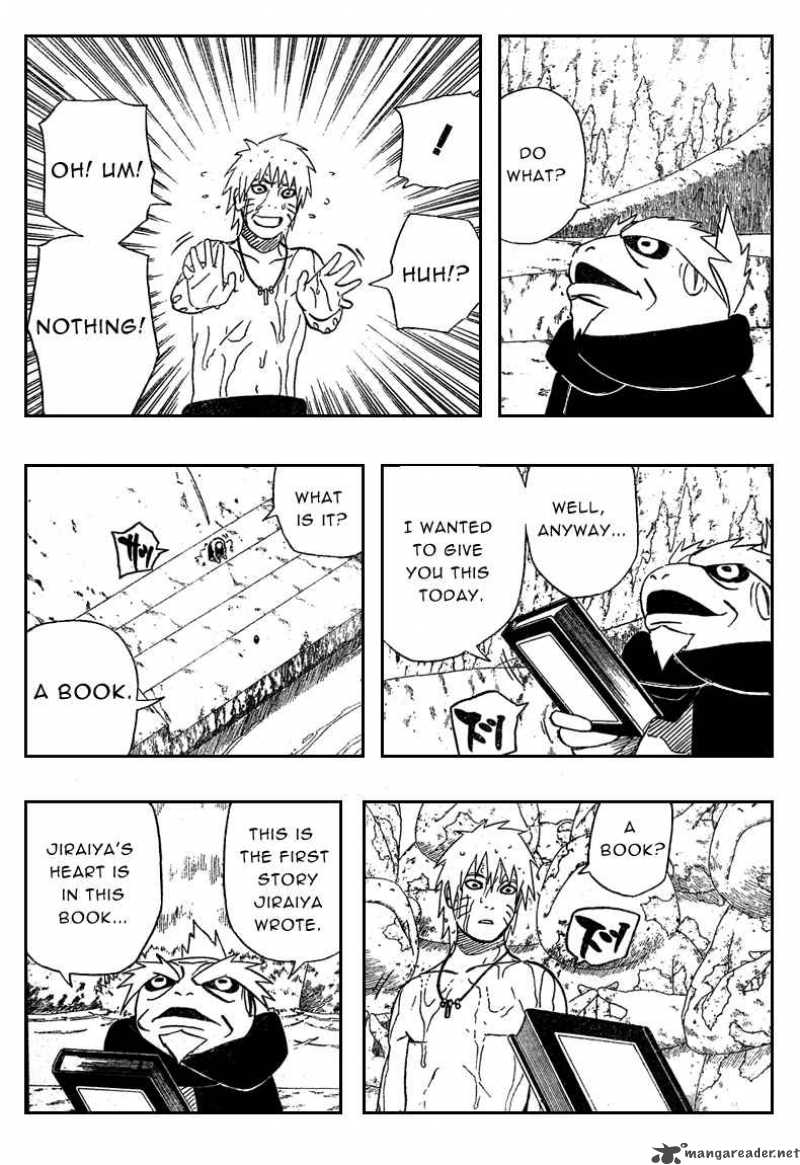 DO
WHAT?
!
HUH!?
OH! UM!
NOTHING!
WELL,
ANYWAY...
I WANTED
TO GIVE
YOU THIS
TODAY.
WHAT
IS IT?
A BOOK.
A
BOOK?
THIS IS
THE FIRST
STORY
JIRAIYA
WROTE.
JIRAIYA'S
HEART IS
IN THIS
BOOK...
mangareader.net